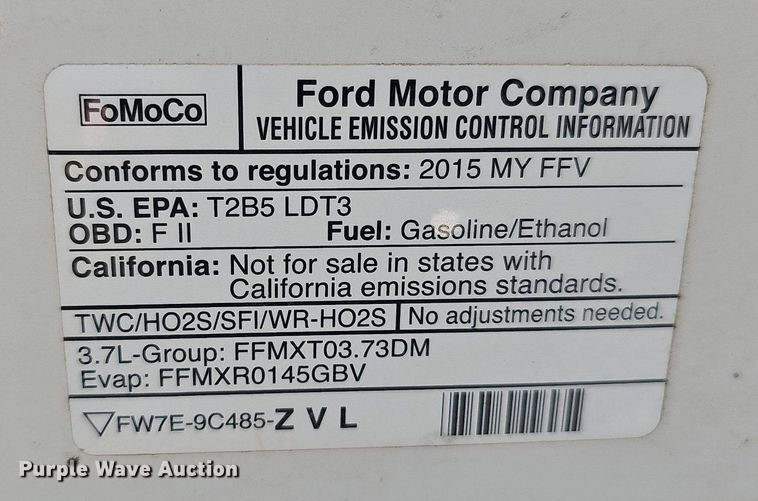 FoMoCo
Ford Motor Company
VEHICLE EMISSION CONTROL INFORMATION
Conforms to regulations: 2015 MY FFV
U.S. EPA: T2B5 LDT3
OBD: F II Fuel: Gasoline/Ethanol
California: Not for sale in states with
California emissions standards.
TWC/HO2S/SFI/WR-HO2S No adjustments needed.
3.7L-Group: FFMXT03.73DM
Evap: FFMXR0145GBV
FW7E-9C485-Z V L
Purple Wave Auction